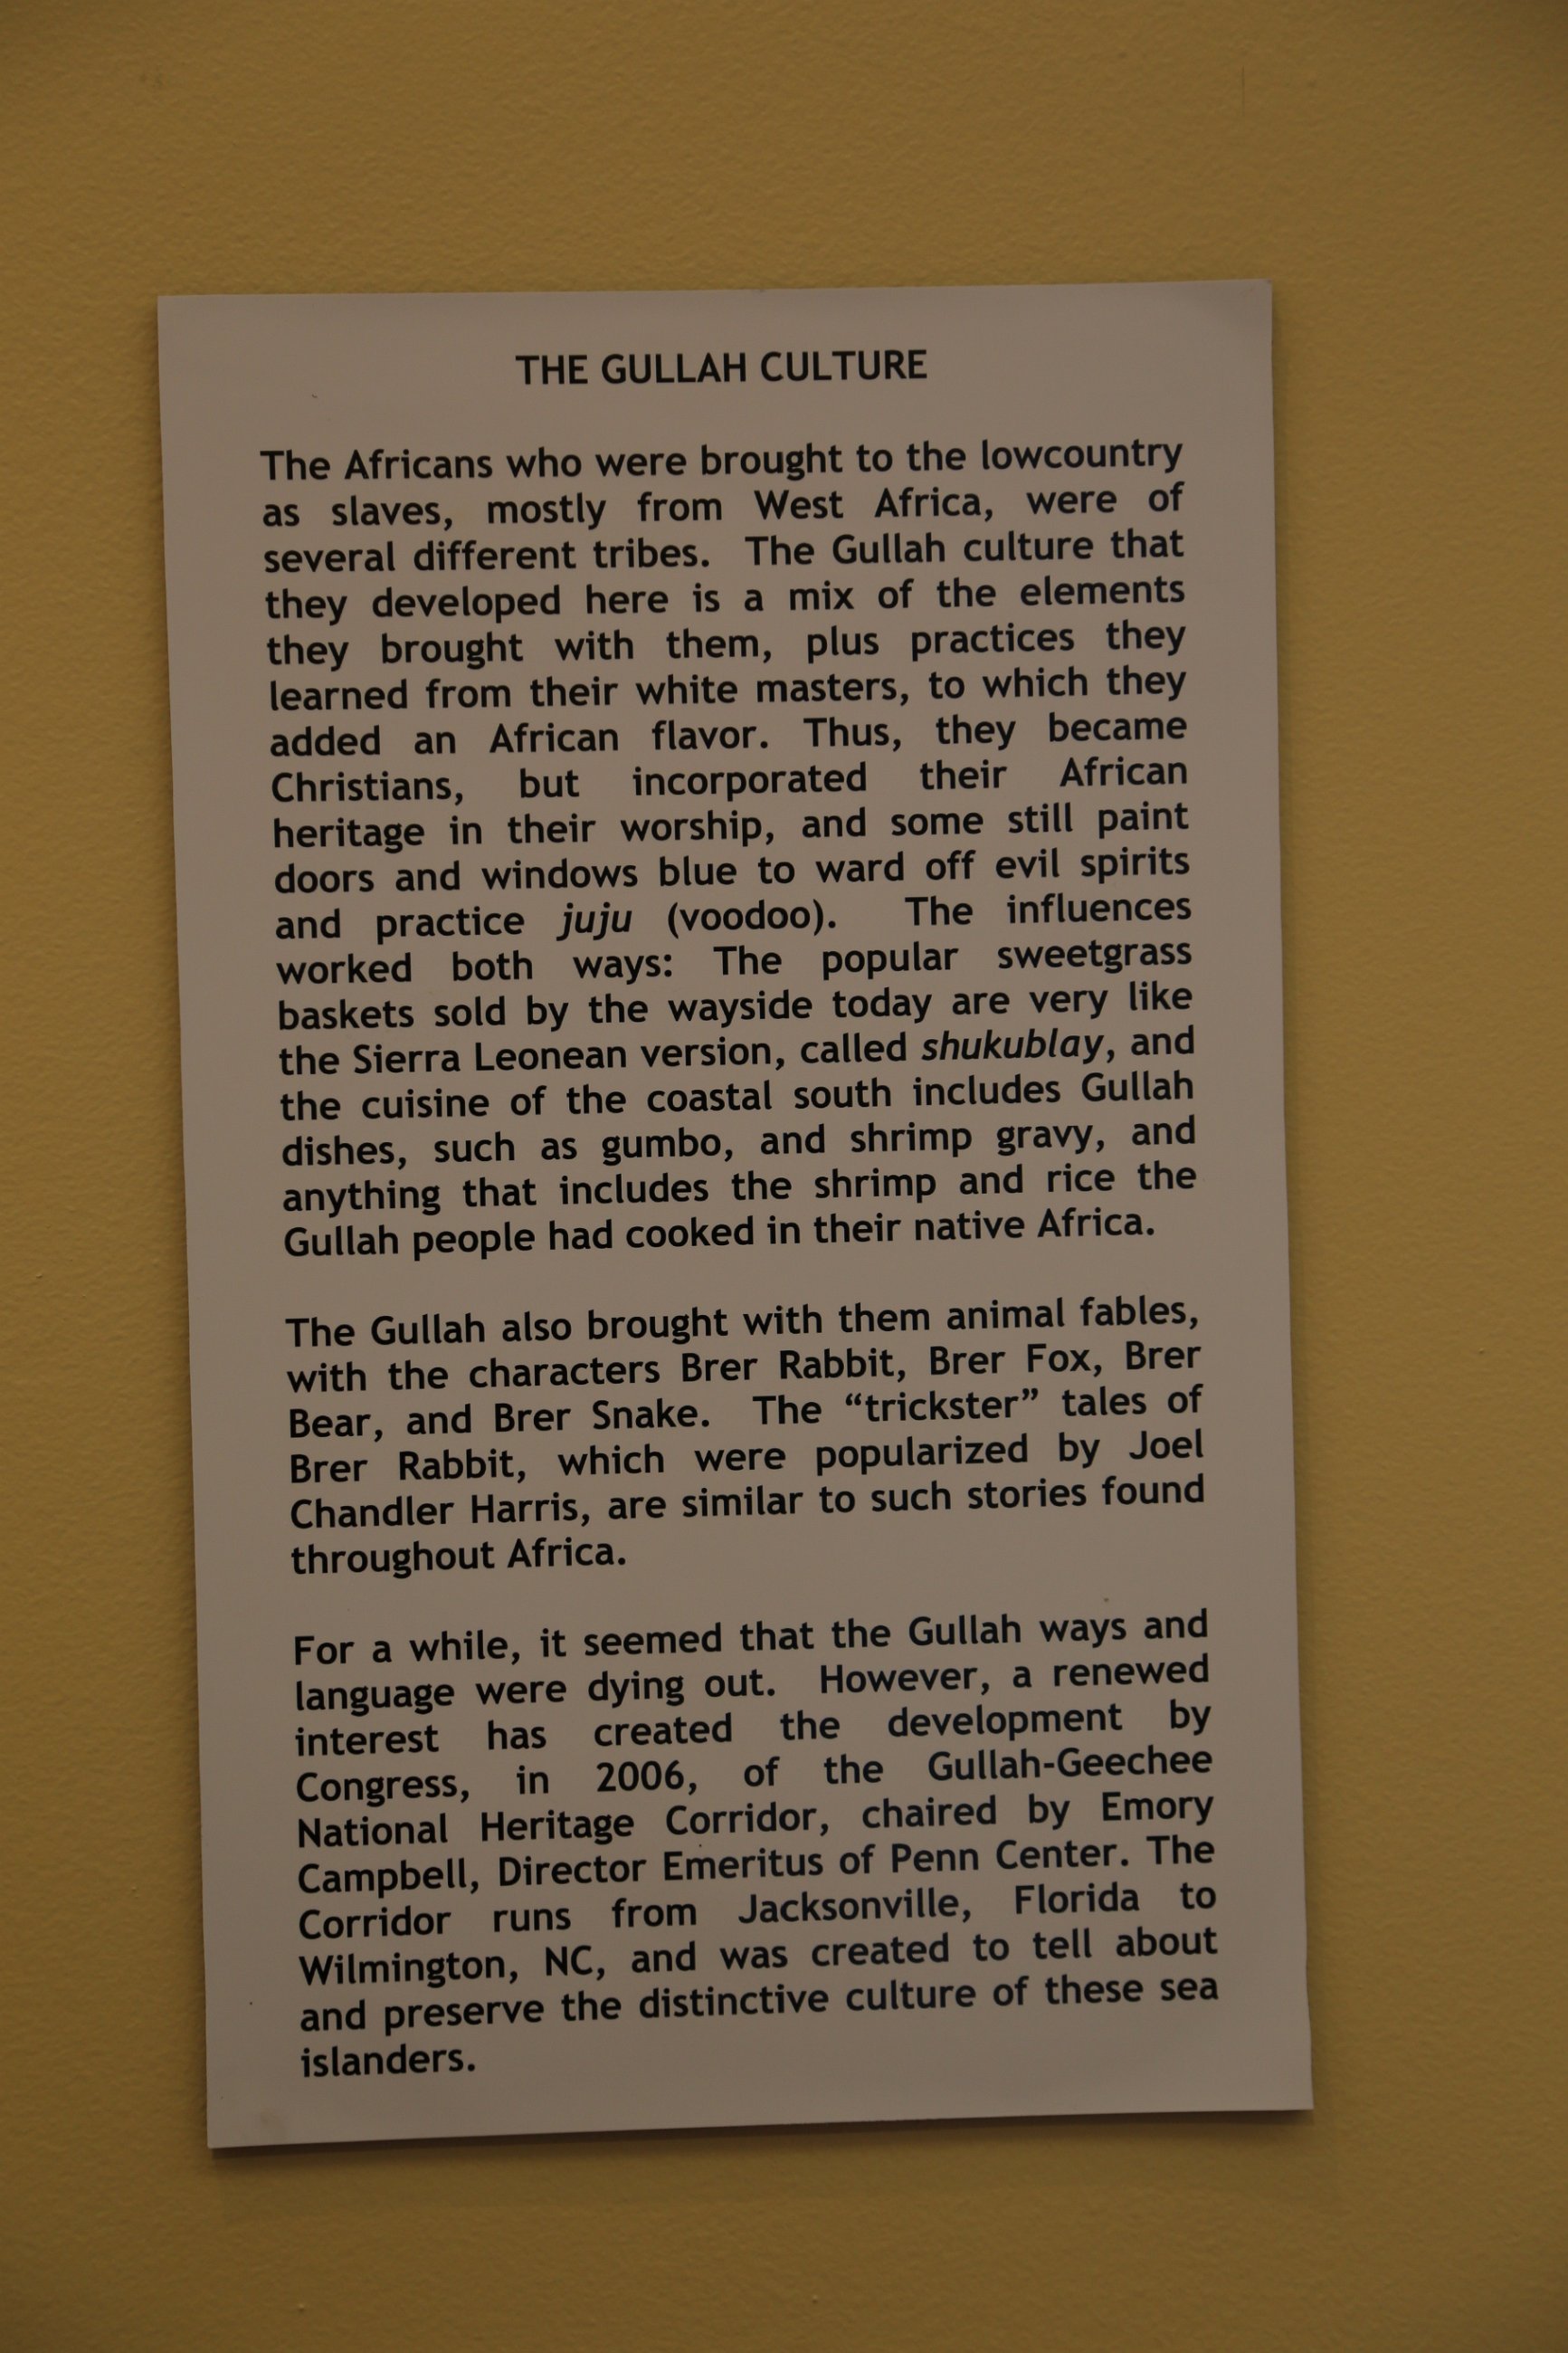 THE GULLAH CULTURE
The Africans who were brought to the lowcountry
as slaves, mostly from West Africa, were of
several different tribes. The Gullah culture that
they developed here is a mix of the elements
they brought with them, plus practices they
learned from their white masters, to which they
added an African flavor. Thus, they became
Christians, but incorporated their African
heritage in their worship, and some still paint
doors and windows blue to ward off evil spirits
and practice juju (voodoo). The influences
worked both ways: The popular sweetgrass
baskets sold by the wayside today are very like
the Sierra Leonean version, called shukublay, and
the cuisine of the coastal south includes Gullah
dishes, such as gumbo, and shrimp gravy, and
anything that includes the shrimp and rice the
Gullah people had cooked in their native Africa.
The Gullah also brought with them animal fables,
with the characters Brer Rabbit, Brer Fox, Brer
Bear, and Brer Snake. The “trickster” tales of
Brer Rabbit, which were popularized by Joel
Chandler Harris, are similar to such stories found
throughout Africa.
For a while, it seemed that the Gullah ways and
language were dying out. However, a renewed
interest has created the development by
Congress, in 2006, of the Gullah-Geechee
National Heritage Corridor, chaired by Emory
Campbell, Director Emeritus of Penn Center. The
Corridor runs from Jacksonville, Florida to
Wilmington, NC, and was created to tell about
and preserve the distinctive culture of these sea
islanders.